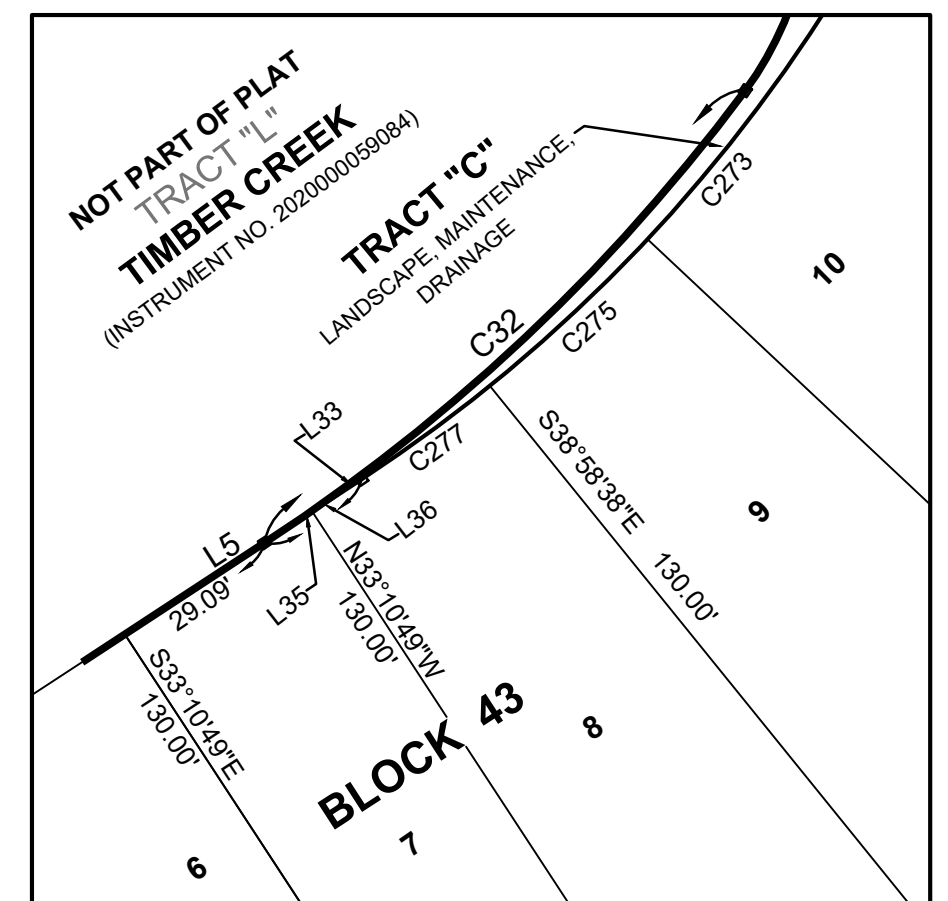 NOT PART OF PLAT
TRACT "L"
TIMBER CREEK
(INSTRUMENT NO. 2020000059084)
TRACT "C"
LANDSCAPE, MAINTENANCE,
DRAINAGE
C273
10
C32
C275
L33
C277
S38°58'38"E
130.00'
9
L36
L5
29.09'
L35
N33°10'49"W
130.00'
S33°10'49"E
130.00'
BLOCK 43
8
7
6